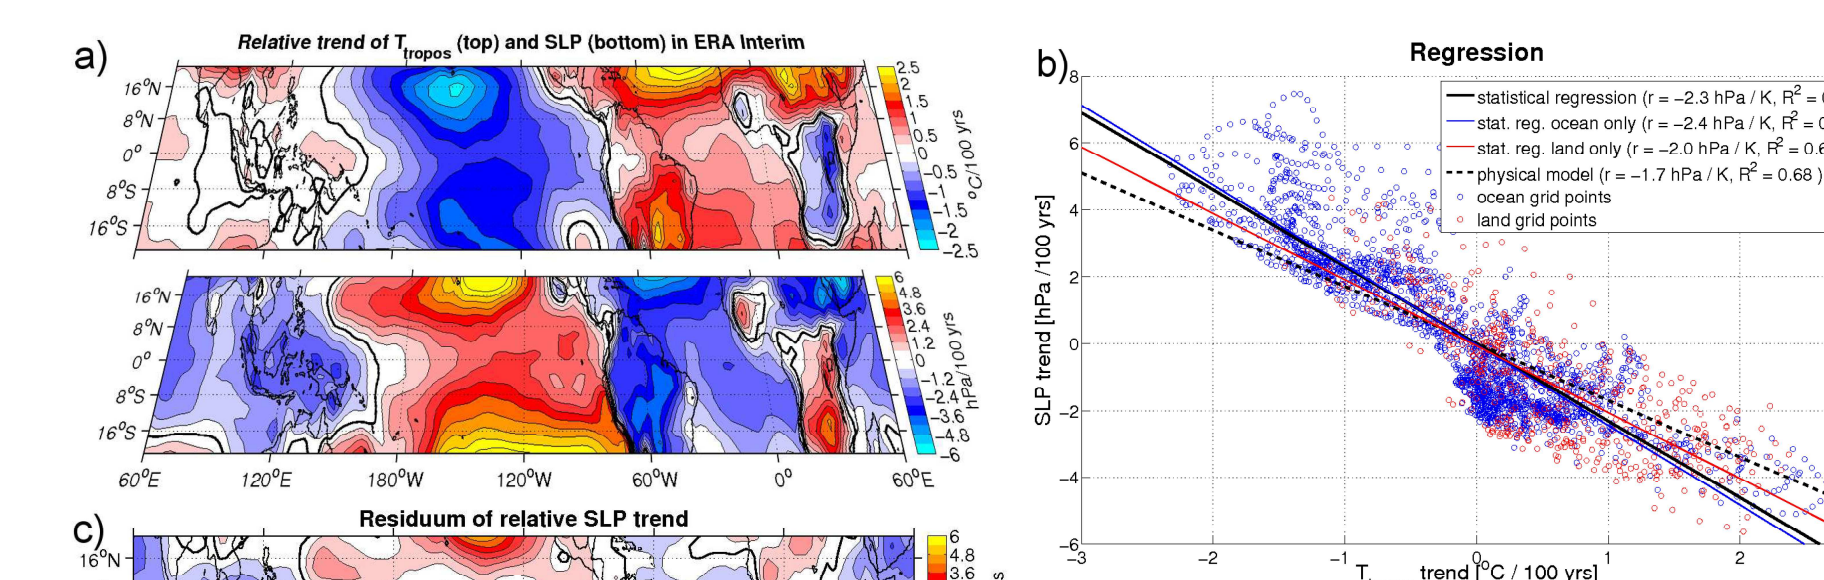 a)
Relative trend of T_tropos (top) and SLP (bottom) in ERA Interim
16°N
8°N
0°
8°S
16°S
2.5
2
1.5
1
0.5
0
−0.5
−1
−1.5
−2
−2.5
°C/100 yrs
16°N
8°N
0°
8°S
16°S
6
4.8
3.6
2.4
1.2
0
−1.2
−2.4
−3.6
−4.8
−6
hPa/100 yrs
60°E
120°E
180°W
120°W
60°W
0°
60°E
b)
Regression
statistical regression (r = −2.3 hPa / K, R² = 0
stat. reg. ocean only (r = −2.4 hPa / K, R² = 0
stat. reg. land only (r = −2.0 hPa / K, R² = 0.6
physical model (r = −1.7 hPa / K, R² = 0.68 )
ocean grid points
land grid points
SLP trend [hPa /100 yrs]
8
6
4
2
0
−2
−4
−6
−3
−2
−1
0
1
2
trend [°C / 100 yrs]
c)
Residuum of relative SLP trend
16°N
6
4.8
3.6